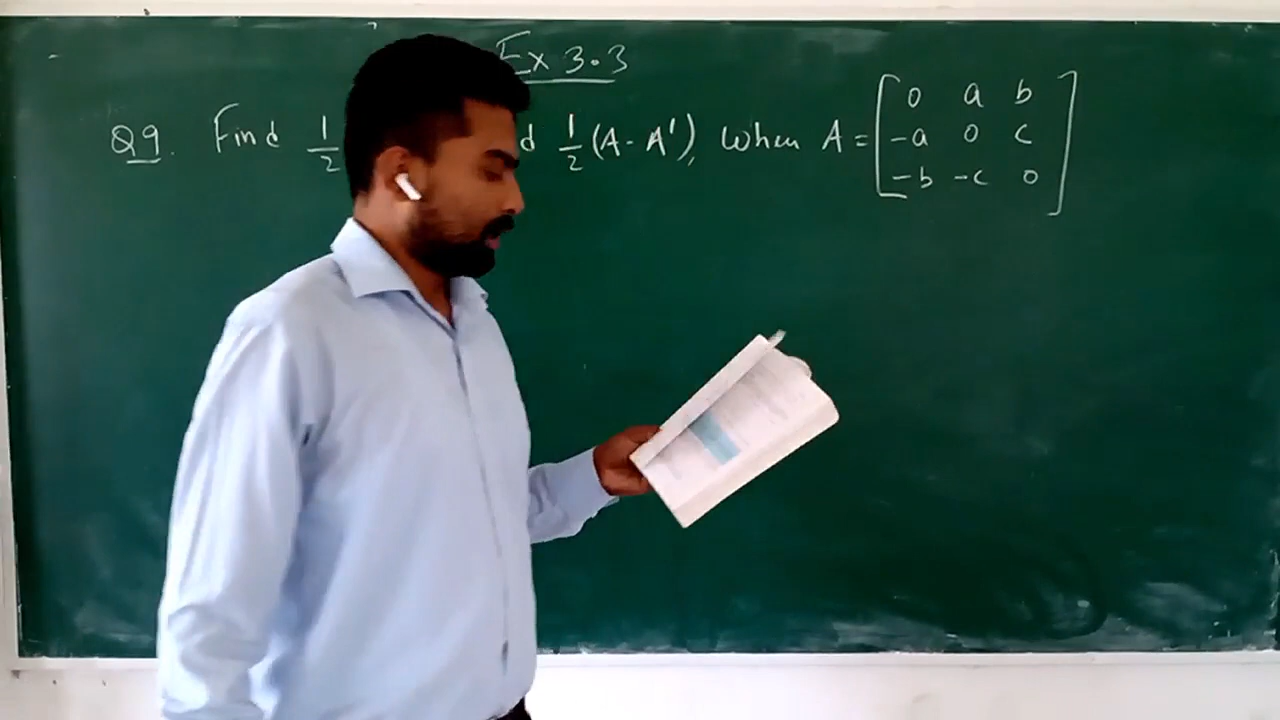 Ex 3.3
Q9. Find 1/2 d 1/2 (A - A'), when A = [ 0 a b
-a 0 c
-b -c 0 ]